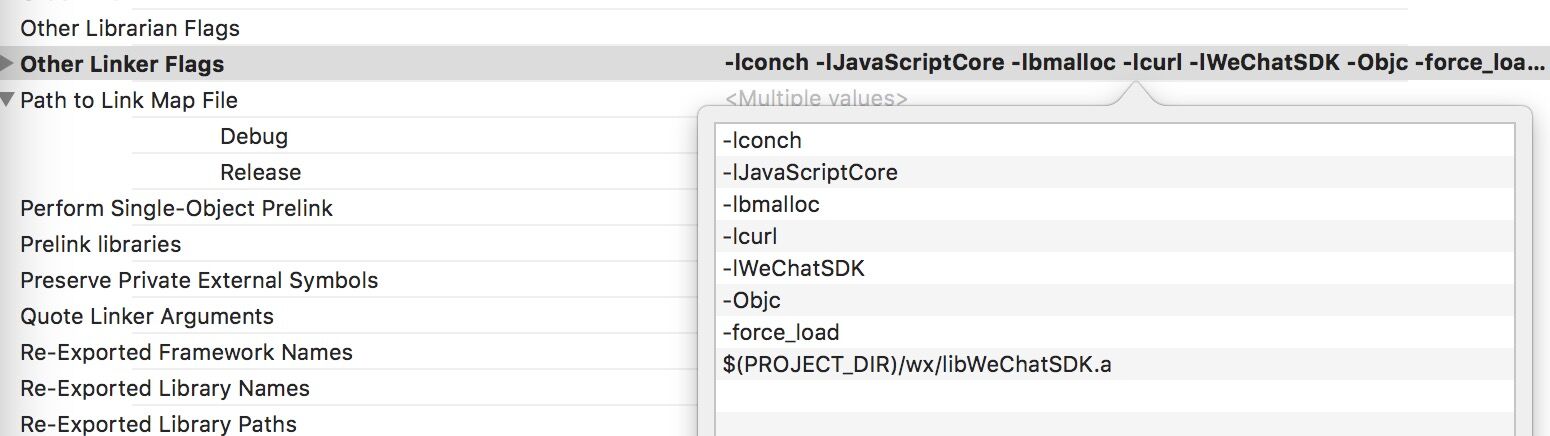 Other Librarian Flags
Other Linker Flags -lconch -lJavaScriptCore -lbmalloc -lcurl -lWeChatSDK -Objc -force_loa...
Path to Link Map File <Multiple values>
Debug
Release
Perform Single-Object Prelink
Prelink libraries
Preserve Private External Symbols
Quote Linker Arguments
Re-Exported Framework Names
Re-Exported Library Names
Re-Exported Library Paths
-lconch
-lJavaScriptCore
-lbmalloc
-lcurl
-lWeChatSDK
-Objc
-force_load
$(PROJECT_DIR)/wx/libWeChatSDK.a